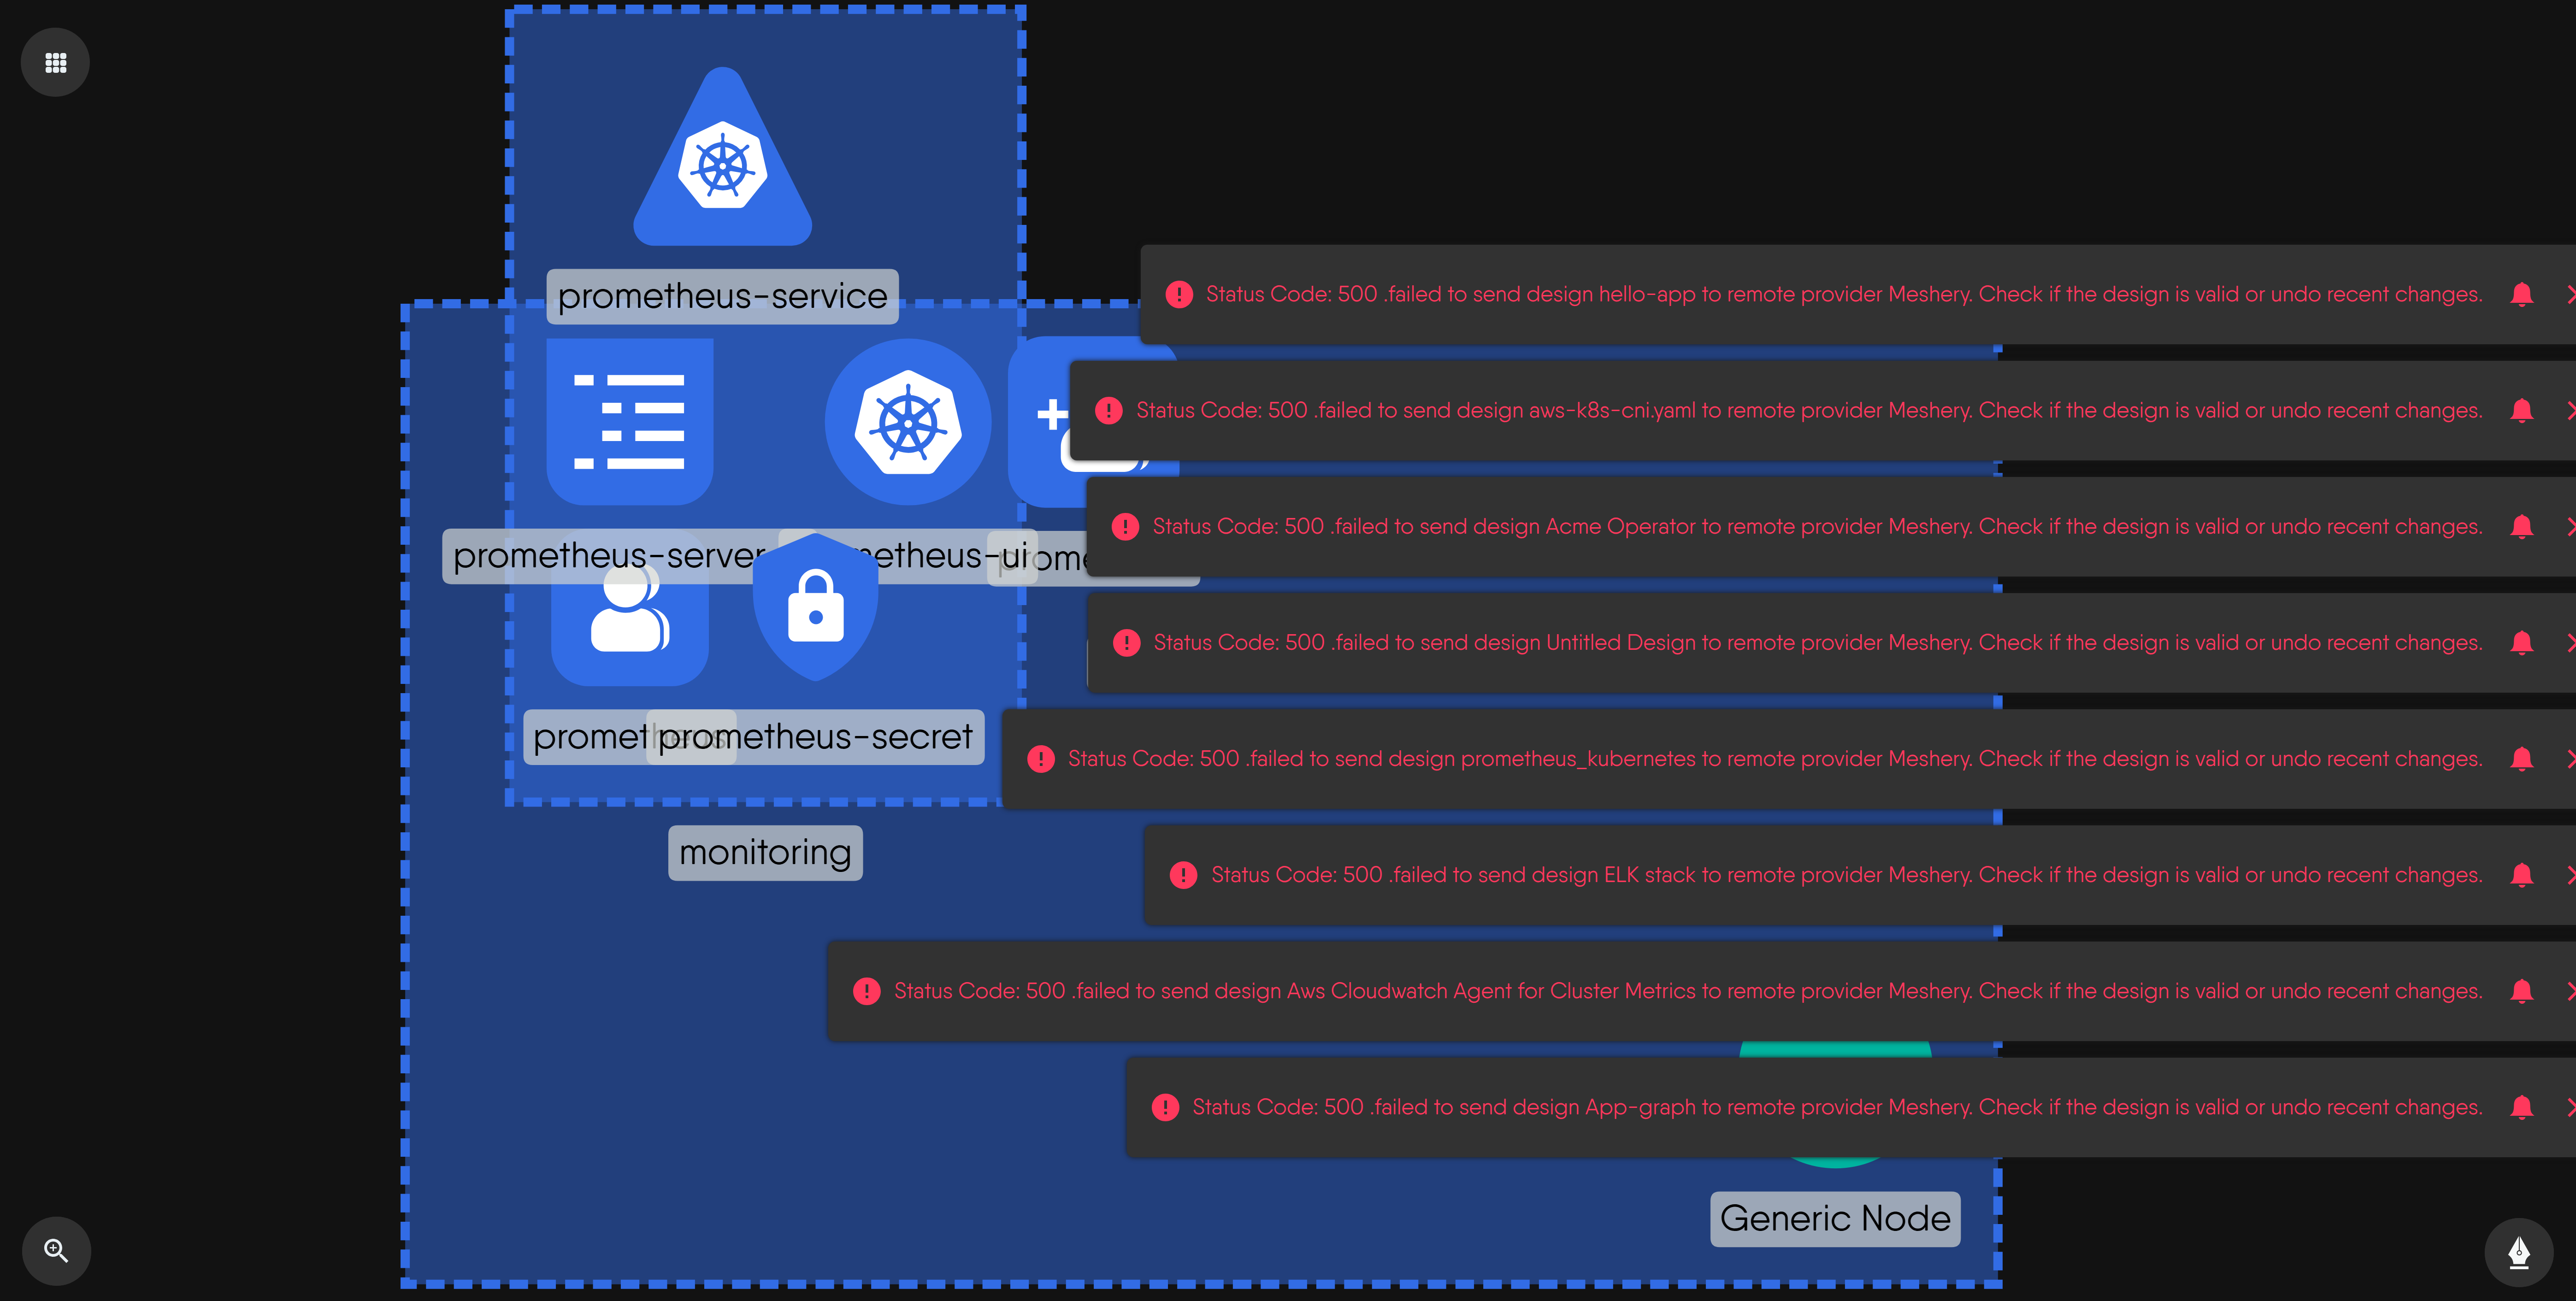 prometheus-service
Status Code: 500 .failed to send design hello-app to remote provider Meshery. Check if the design is valid or undo recent changes.
Status Code: 500 .failed to send design aws-k8s-cni.yaml to remote provider Meshery. Check if the design is valid or undo recent changes.
Status Code: 500 .failed to send design Acme Operator to remote provider Meshery. Check if the design is valid or undo recent changes.
prometheus-server
metheus-ui
Status Code: 500 .failed to send design Untitled Design to remote provider Meshery. Check if the design is valid or undo recent changes.
prometheus
prometheus-secret
Status Code: 500 .failed to send design prometheus_kubernetes to remote provider Meshery. Check if the design is valid or undo recent changes.
monitoring
Status Code: 500 .failed to send design ELK stack to remote provider Meshery. Check if the design is valid or undo recent changes.
Status Code: 500 .failed to send design Aws Cloudwatch Agent for Cluster Metrics to remote provider Meshery. Check if the design is valid or undo recent changes.
Status Code: 500 .failed to send design App-graph to remote provider Meshery. Check if the design is valid or undo recent changes.
Generic Node